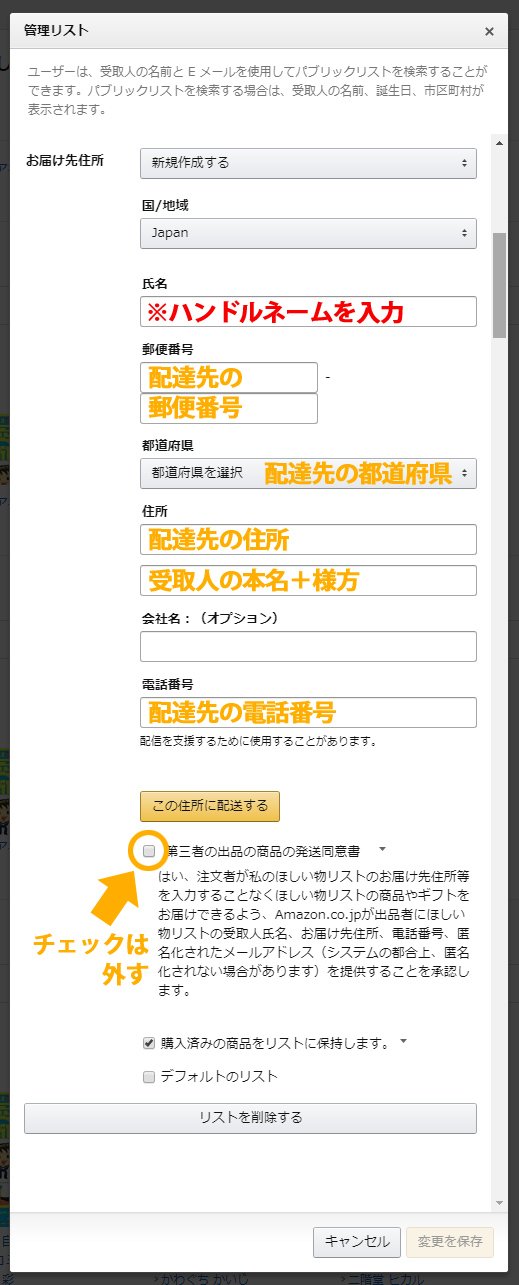 管理リスト
×
ユーザーは、受取人の名前と E メールを使用してパブリックリストを検索することが
できます。パブリックリストを検索する場合は、受取人の名前、誕生日、市区町村が
表示されます。
お届け先住所
新規作成する
国/地域
Japan
氏名
※ハンドルネームを入力
郵便番号
配達先の
-
郵便番号
都道府県
都道府県を選択 配達先の都道府県
住所
配達先の住所
受取人の本名＋様方
会社名：（オプション）
電話番号
配達先の電話番号
配信を支援するために使用することがあります。
この住所に配送する
第三者の出品の商品の発送同意書
はい、注文者が私のほしい物リストのお届け先住所等
を入力することなくほしい物リストの商品やギフトを
お届けできるよう、Amazon.co.jpが出品者にほしい
物リストの受取人氏名、お届け先住所、電話番号、匿
名化されたメールアドレス（システムの都合上、匿名
化されない場合があります）を提供することを承認し
ます。
チェックは
外す
購入済みの商品をリストに保持します。
デフォルトのリスト
リストを削除する
キャンセル
変更を保存
かわぐち かいじ
二階堂 ヒカル